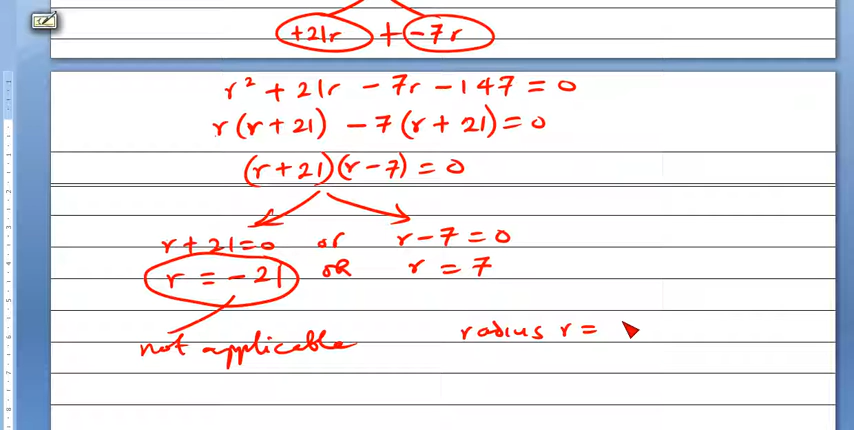 +21r + -7r
r² + 21r - 7r - 147 = 0
r(r + 21) - 7(r + 21) = 0
(r + 21)(r - 7) = 0
r + 21 = 0 or r - 7 = 0
r = -21 or r = 7
radius r =
not applicable